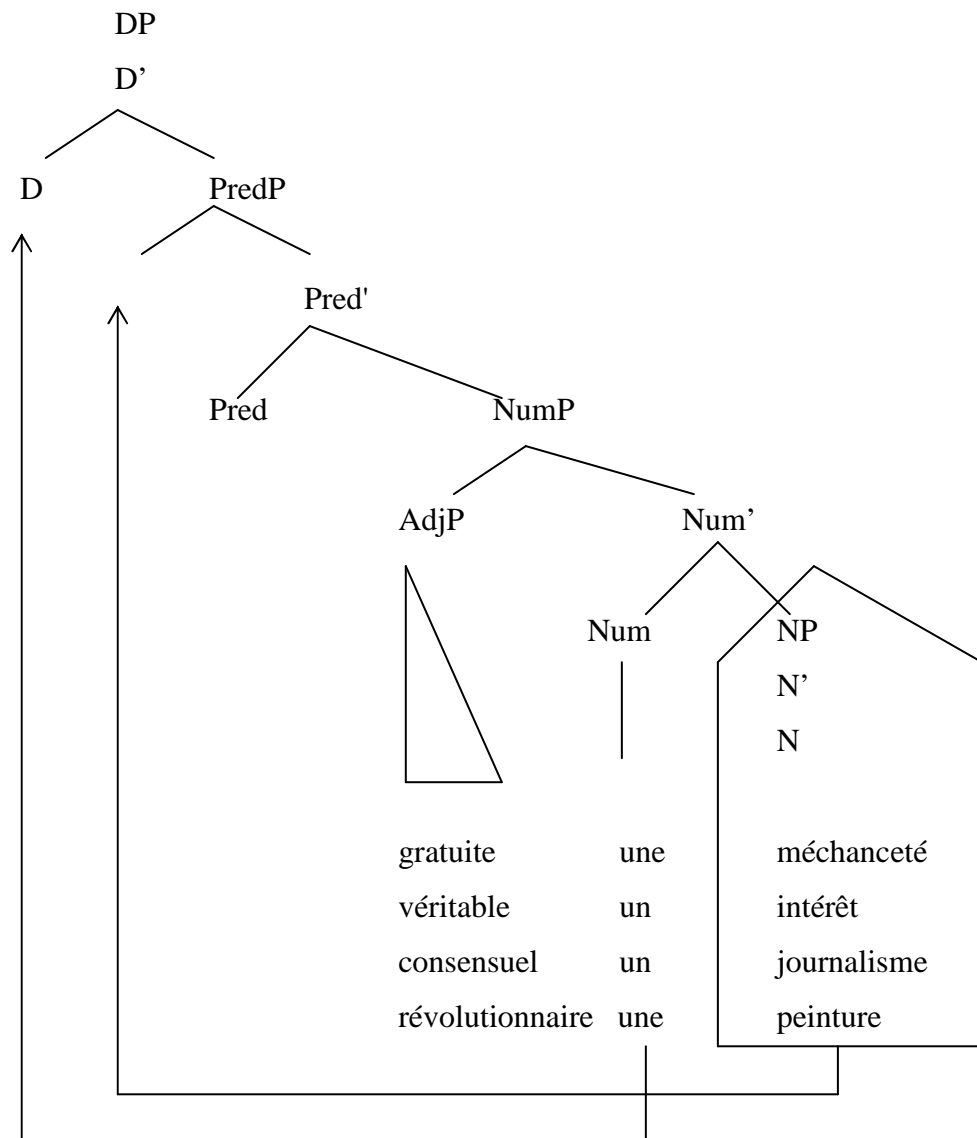 DP
D’
D PredP
Pred'
Pred NumP
AdjP Num’
Num NP
N’
N
gratuite une méchanceté
véritable un intérêt
consensuel un journalisme
révolutionnaire une peinture